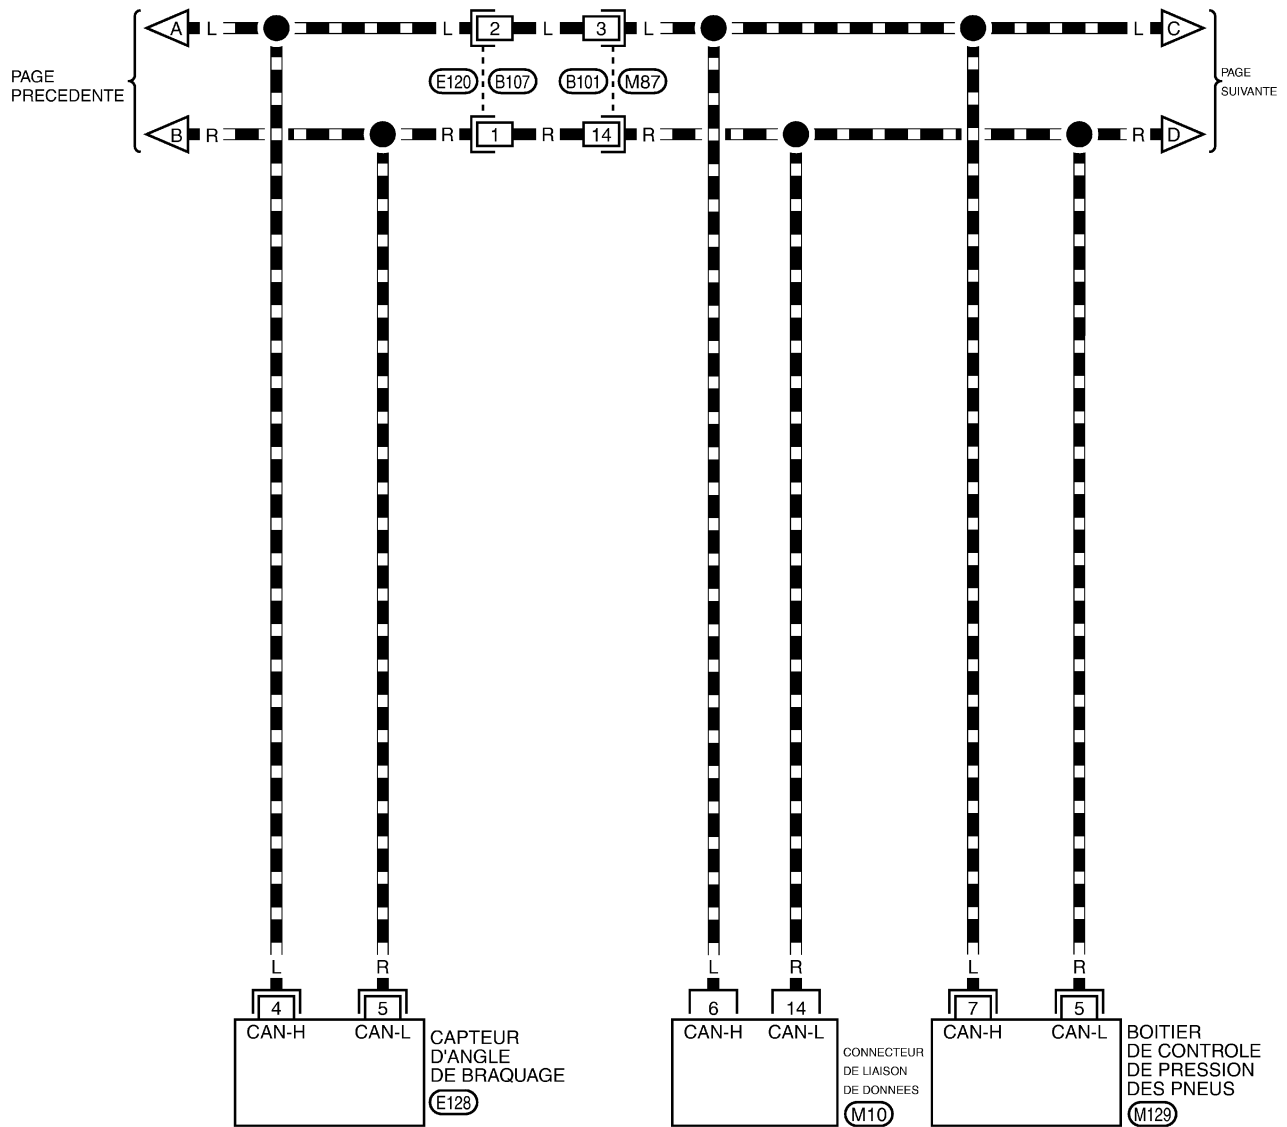 A L L 2 L 3 L L C
PAGE
PRECEDENTE
E120 B107 B101 M87
PAGE
SUIVANTE
B R R 1 R 14 R R D
L R L R L R
4 5 6 14 7 5
CAN-H CAN-L CAN-H CAN-L CAN-H CAN-L
CAPTEUR
D'ANGLE
DE BRAQUAGE
E128
CONNECTEUR
DE LIAISON
DE DONNEES
M10
BOITIER
DE CONTROLE
DE PRESSION
DES PNEUS
M129